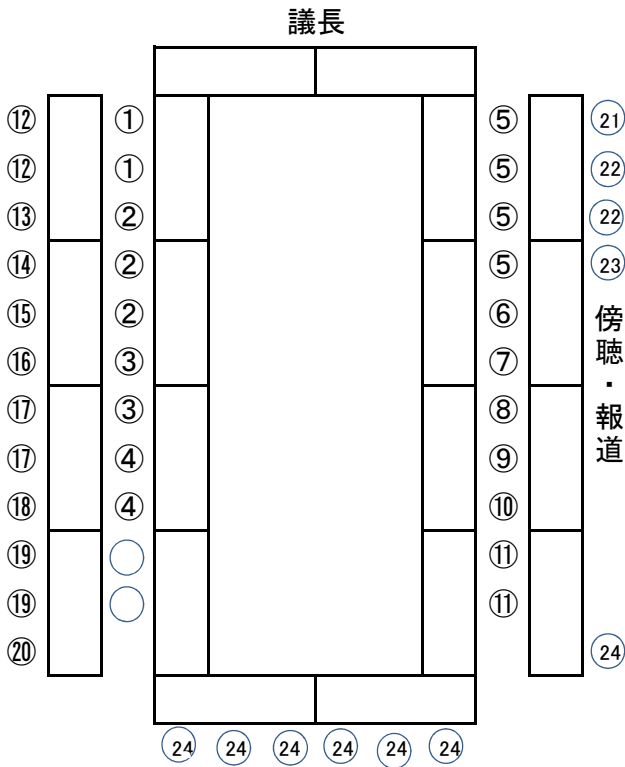 議長
⑫ ① ⑤ 21
⑫ ① ⑤ 22
⑬ ② ⑤ 22
⑭ ② ⑤ 23
⑮ ② ⑥
⑯ ③ ⑦
⑰ ③ ⑧
⑰ ④ ⑨
⑱ ④ ⑩
⑲ ⑪
⑲ ⑪
⑳ 24
傍聴・報道
24 24 24 24 24 24